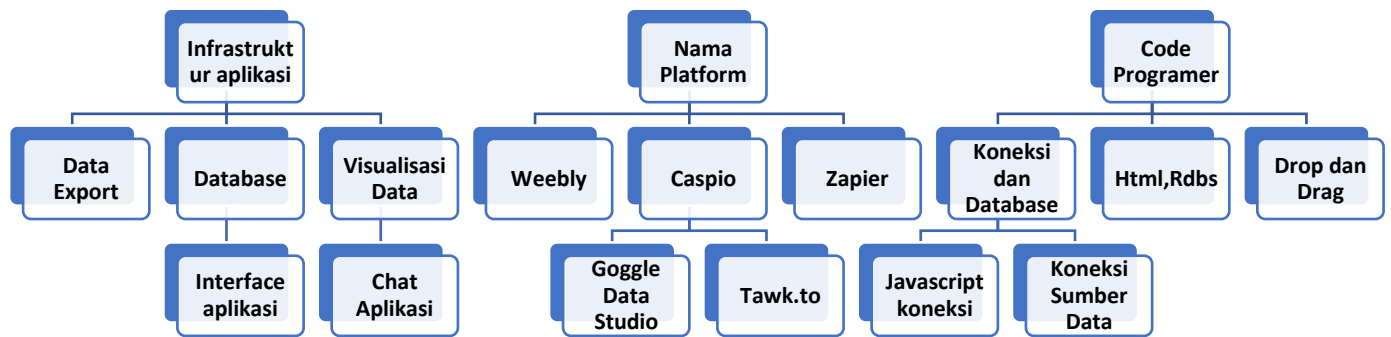 Infrastrukt
ur aplikasi
Nama
Platform
Code
Programer
Data
Export
Database
Visualisasi
Data
Weebly
Caspio
Zapier
Koneksi
dan
Database
Html,Rdbs
Drop dan
Drag
Interface
aplikasi
Chat
Aplikasi
Goggle
Data
Studio
Tawk.to
Javascript
koneksi
Koneksi
Sumber
Data